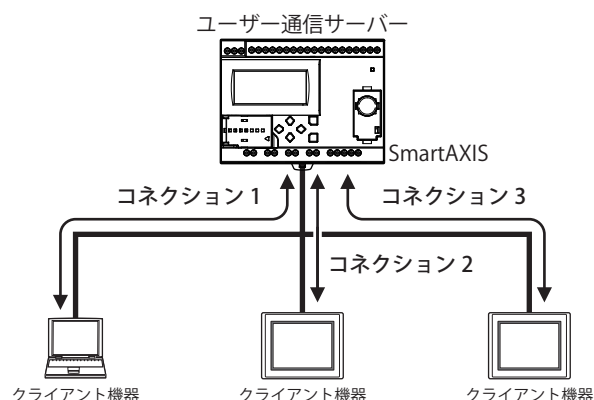 ユーザー通信サーバー
SmartAXIS
コネクション 1
コネクション 3
コネクション 2
クライアント機器
クライアント機器
クライアント機器